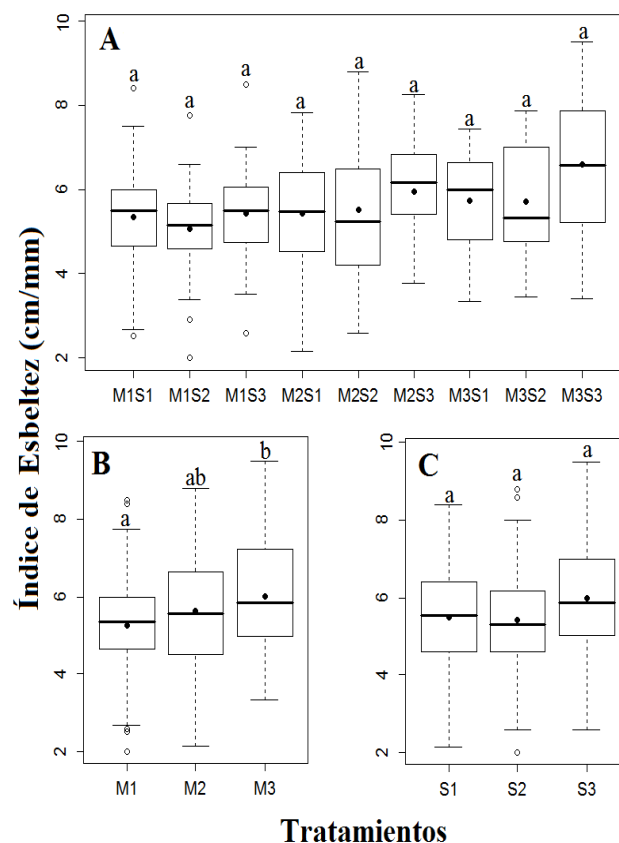 A
a a a a a a a a a
10
8
6
4
2
M1S1 M1S2 M1S3 M2S1 M2S2 M2S3 M3S1 M3S2 M3S3
Índice de Esbeltez (cm/mm)
B
a ab b
10
8
6
4
2
M1 M2 M3
C
a a a
10
8
6
4
2
S1 S2 S3
Tratamientos